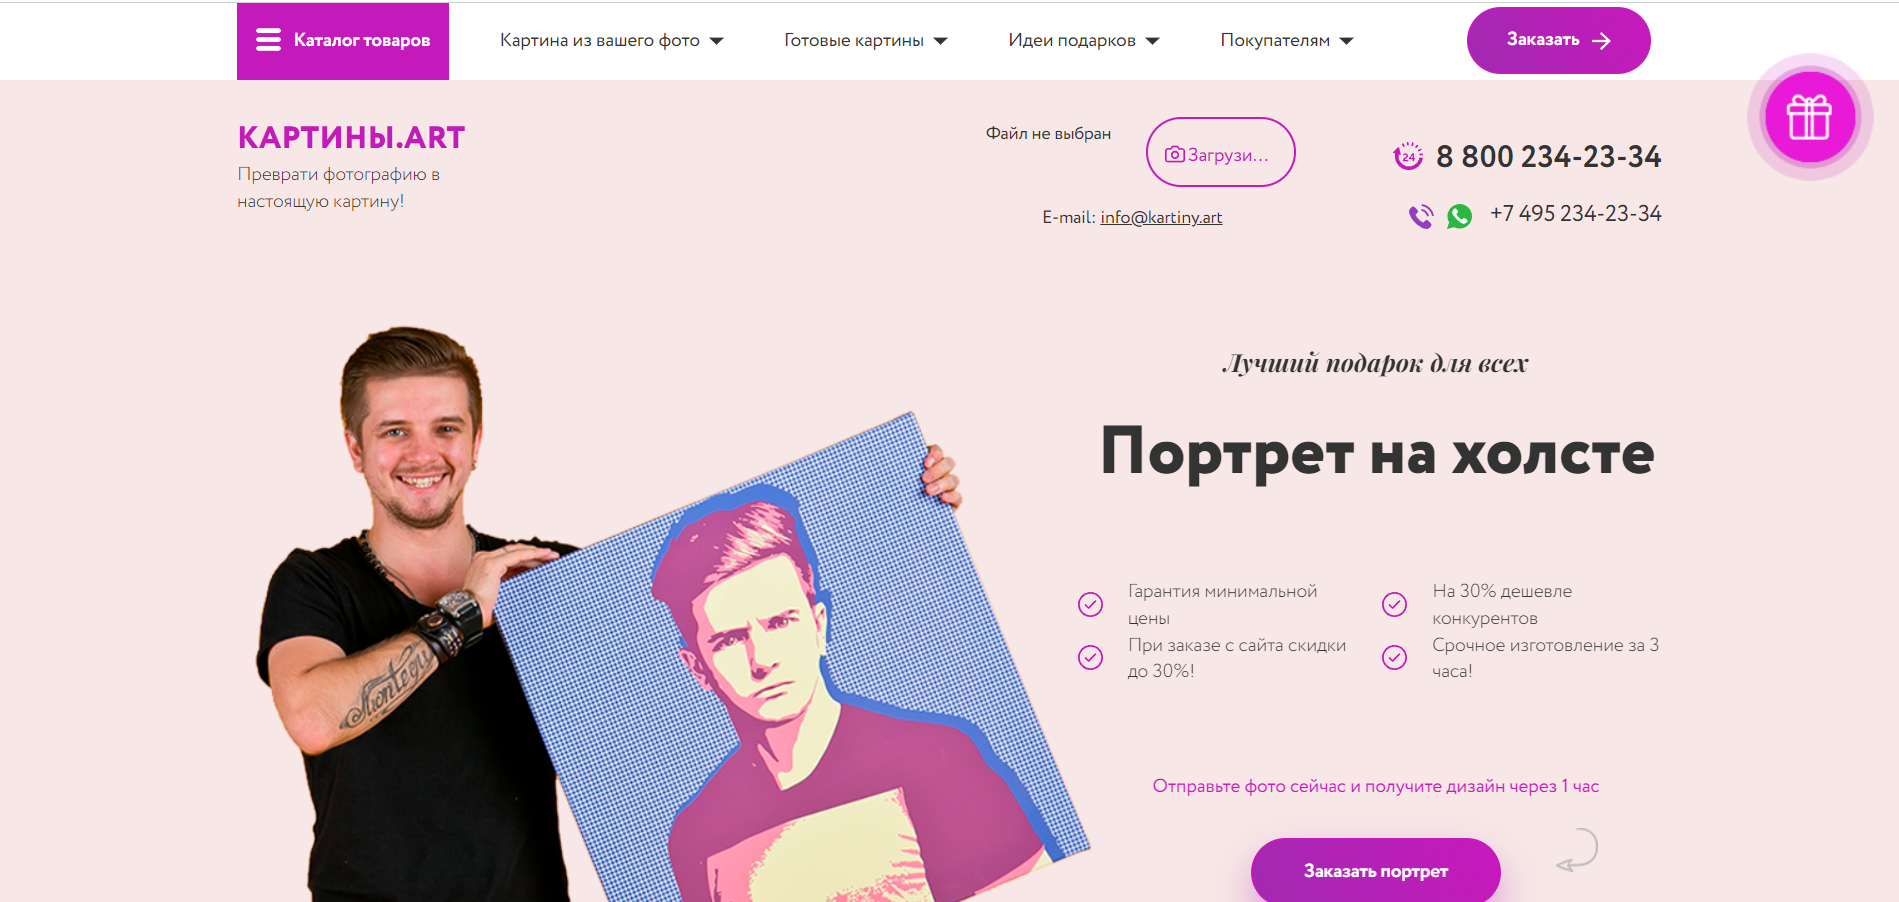 Каталог товаров
Картина из вашего фото
Готовые картины
Идеи подарков
Покупателям
Заказать
КАРТИНЫ.ART
Преврати фотографию в
настоящую картину!
Файл не выбран
Загрузи...
24
8 800 234-23-34
E-mail: info@kartiny.art
+7 495 234-23-34
Лучший подарок для всех
Портрет на холсте
Гарантия минимальной
цены
На 30% дешевле
конкурентов
При заказе с сайта скидки
до 30%!
Срочное изготовление за 3
часа!
Отправьте фото сейчас и получите дизайн через 1 час
Заказать портрет